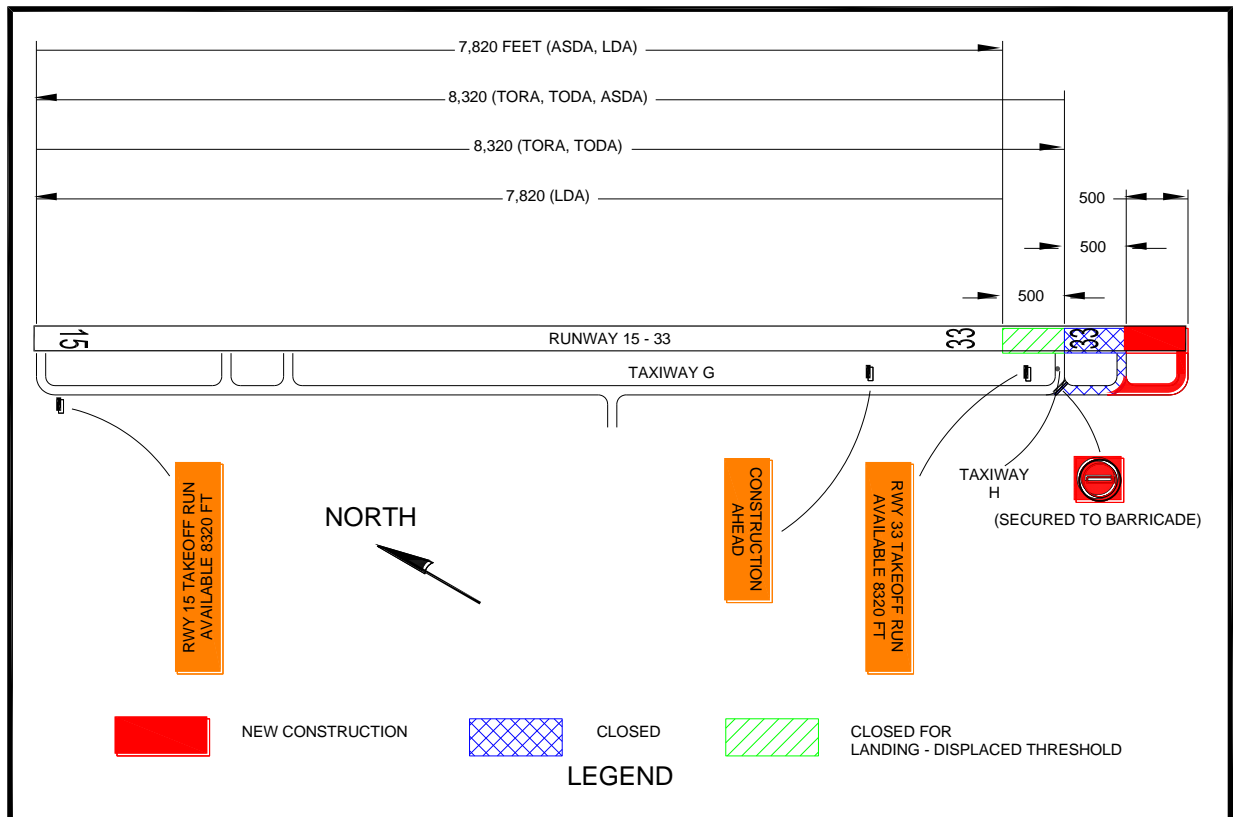 7,820 FEET (ASDA, LDA)
8,320 (TORA, TODA, ASDA)
8,320 (TORA, TODA)
7,820 (LDA)
500
500
500
15
RUNWAY 15 - 33
33
33
TAXIWAY G
RWY 15 TAKEOFF RUN
AVAILABLE 8320 FT
NORTH
CONSTRUCTION
AHEAD
RWY 33 TAKEOFF RUN
AVAILABLE 8320 FT
TAXIWAY
H
(SECURED TO BARRICADE)
NEW CONSTRUCTION
CLOSED
CLOSED FOR
LANDING - DISPLACED THRESHOLD
LEGEND